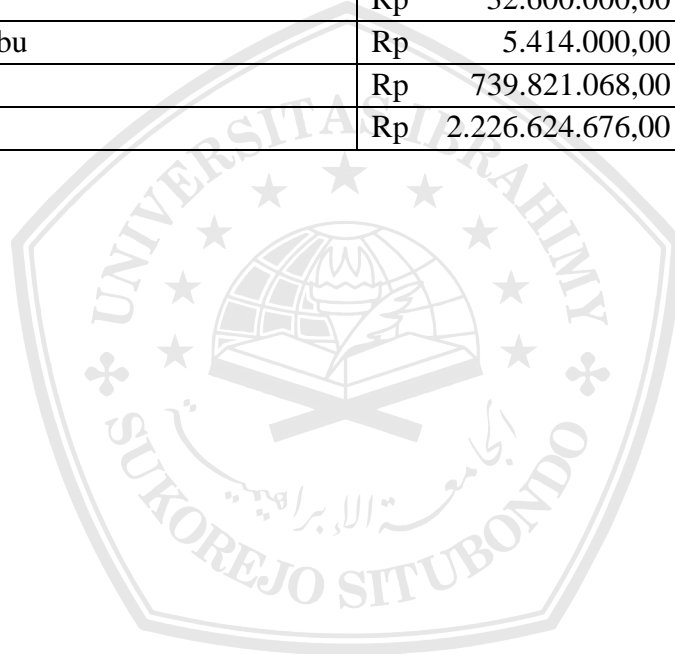 Rp
bu Rp 5.414.000,00
Rp 739.821.068,00
Rp 2.226.624.676,00
UNIVERSITAS IBRAHIMY
SUKOREJO SITUBONDO